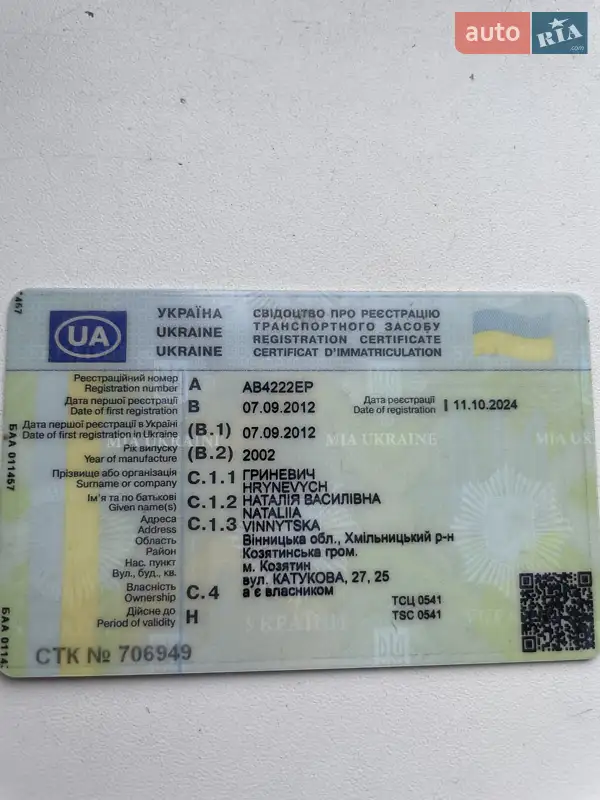 auto RIA .com
УКРАЇНА
UKRAINE
UKRAINE
СВІДОЦТВО ПРО РЕЄСТРАЦІЮ
ТРАНСПОРТНОГО ЗАСОБУ
REGISTRATION CERTIFICATE
CERTIFICAT D'IMMATRICULATION
UA
Реєстраційний номер
Registration number A AB4222EP
Дата першої реєстрації
Date of first registration B 07.09.2012
Дата реєстрації
Date of registration I 11.10.2024
Дата першої реєстрації в Україні
Date of first registration in Ukraine (B.1) 07.09.2012
MIA UKRAINE
Рік випуску
Year of manufacture (B.2) 2002
Прізвище або організація
Surname or company C.1.1 ГРИНЕВИЧ
HRYNEVYCH
Ім'я та по батькові
Given name(s) C.1.2 НАТАЛІЯ ВАСИЛІВНА
NATALIIA
Адреса
Address C.1.3 VINNYTSKA
Область Вінницька обл., Хмільницький р-н
Район Козятинська гром.
Нас. пункт м. Козятин
Вул., буд., кв. вул. КАТУКОВА, 27, 25
Власність
Ownership C.4 а є власником
Дійсне до
Period of validity H
ТСЦ 0541
TSC 0541
СТК № 706949
БАА 011457